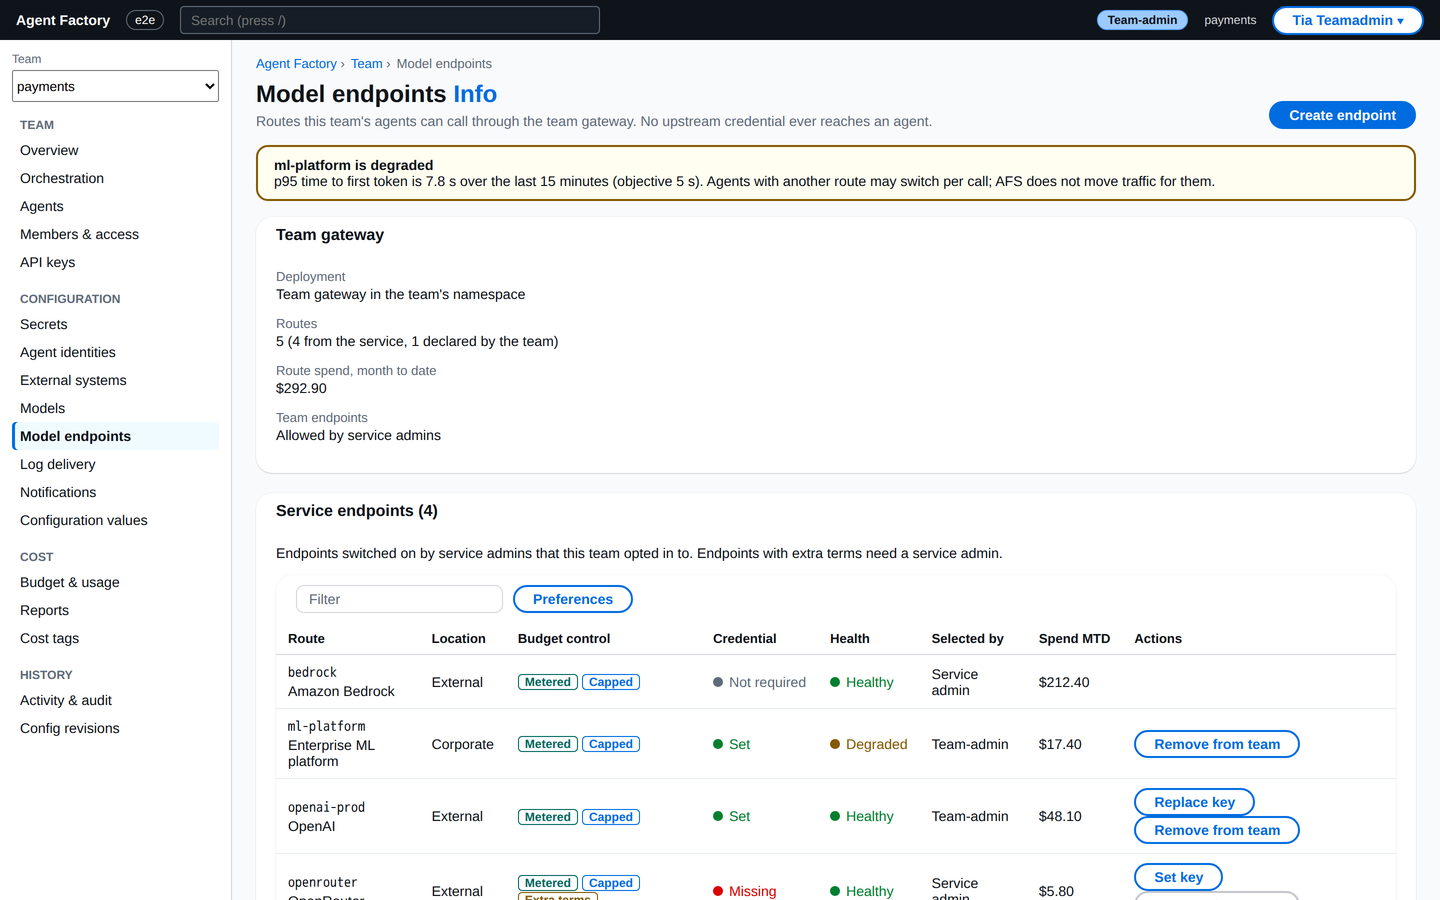 Agent Factory e2e Search (press /) Team-admin payments Tia Teamadmin ▾
Team
payments
TEAM
Overview
Orchestration
Agents
Members & access
API keys
CONFIGURATION
Secrets
Agent identities
External systems
Models
Model endpoints
Log delivery
Notifications
Configuration values
COST
Budget & usage
Reports
Cost tags
HISTORY
Activity & audit
Config revisions
Agent Factory › Team › Model endpoints
Model endpoints Info
Routes this team's agents can call through the team gateway. No upstream credential ever reaches an agent.
Create endpoint
ml-platform is degraded
p95 time to first token is 7.8 s over the last 15 minutes (objective 5 s). Agents with another route may switch per call; AFS does not move traffic for them.
Team gateway
Deployment
Team gateway in the team's namespace
Routes
5 (4 from the service, 1 declared by the team)
Route spend, month to date
$292.90
Team endpoints
Allowed by service admins
Service endpoints (4)
Endpoints switched on by service admins that this team opted in to. Endpoints with extra terms need a service admin.
Filter Preferences
Route Location Budget control Credential Health Selected by Spend MTD Actions
bedrock
Amazon Bedrock External Metered Capped Not required Healthy Service admin $212.40
ml-platform
Enterprise ML platform Corporate Metered Capped Set Degraded Team-admin $17.40 Remove from team
openai-prod
OpenAI External Metered Capped Set Healthy Team-admin $48.10 Replace key
Remove from team
openrouter
OpenRouter External Metered Capped Extra terms Missing Healthy Service admin $5.80 Set key